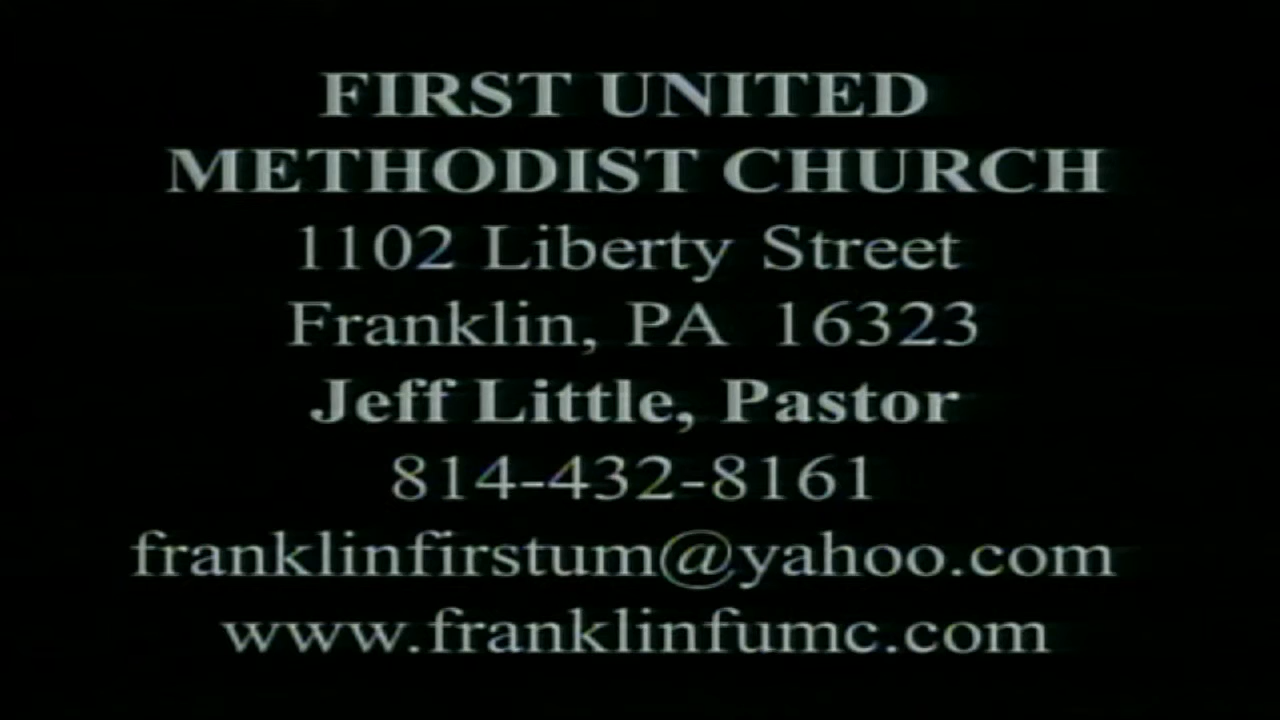 FIRST UNITED
METHODIST CHURCH
1102 Liberty Street
Franklin, PA 16323
Jeff Little, Pastor
814-432-8161
franklinfirstum@yahoo.com
www.franklinfumc.com